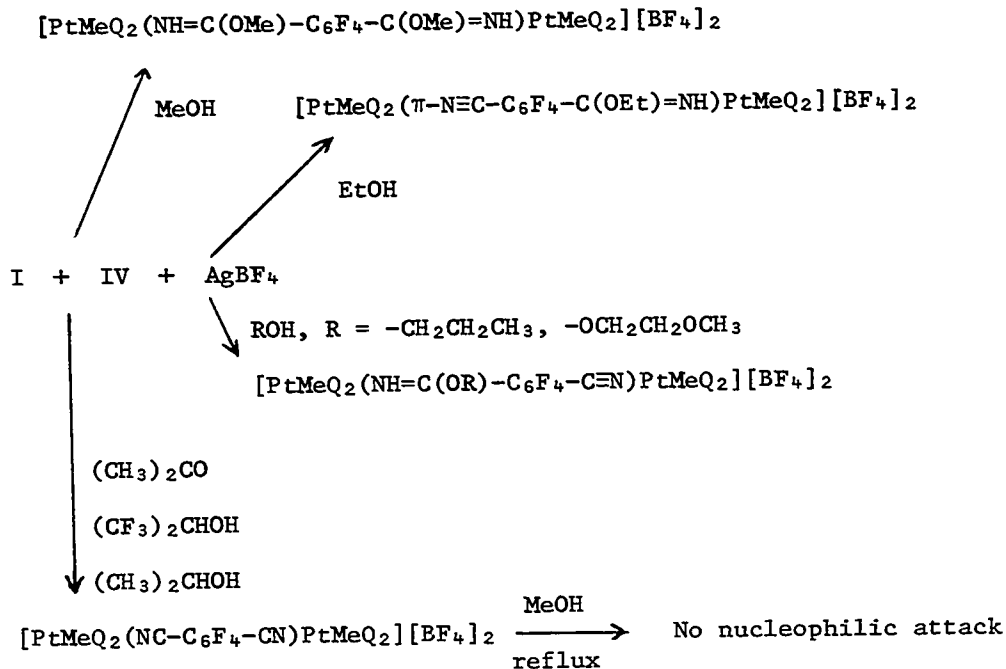 [PtMeQ₂(NH=C(OMe)-C₆F₄-C(OMe)=NH)PtMeQ₂][BF₄]₂
MeOH
[PtMeQ₂(π-N≡C-C₆F₄-C(OEt)=NH)PtMeQ₂][BF₄]₂
EtOH
I + IV + AgBF₄
ROH, R = -CH₂CH₂CH₃, -OCH₂CH₂OCH₃
[PtMeQ₂(NH=C(OR)-C₆F₄-C≡N)PtMeQ₂][BF₄]₂
(CH₃)₂CO
(CF₃)₂CHOH
(CH₃)₂CHOH
[PtMeQ₂(NC-C₆F₄-CN)PtMeQ₂][BF₄]₂ MeOH No nucleophilic attack
reflux